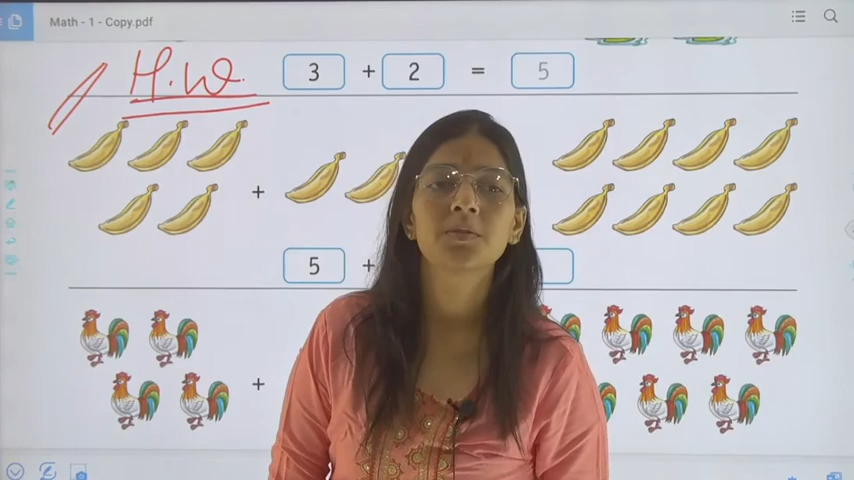 Math - 1 - Copy.pdf
H.W.
3 + 2 = 5
+
5 +
+